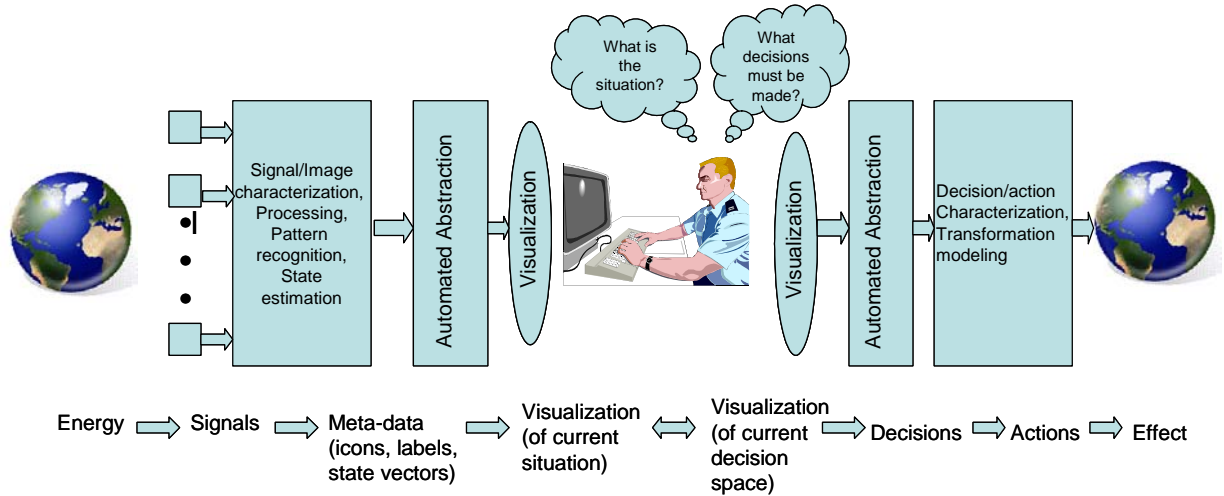 What is
the
situation?
What
decisions
must be
made?
Signal/Image
characterization,
Processing,
Pattern
recognition,
State
estimation
Automated Abstraction
Visualization
Visualization
Automated Abstraction
Decision/action
Characterization,
Transformation
modeling
Energy
Signals
Meta-data
(icons, labels,
state vectors)
Visualization
(of current
situation)
Visualization
(of current
decision
space)
Decisions
Actions
Effect